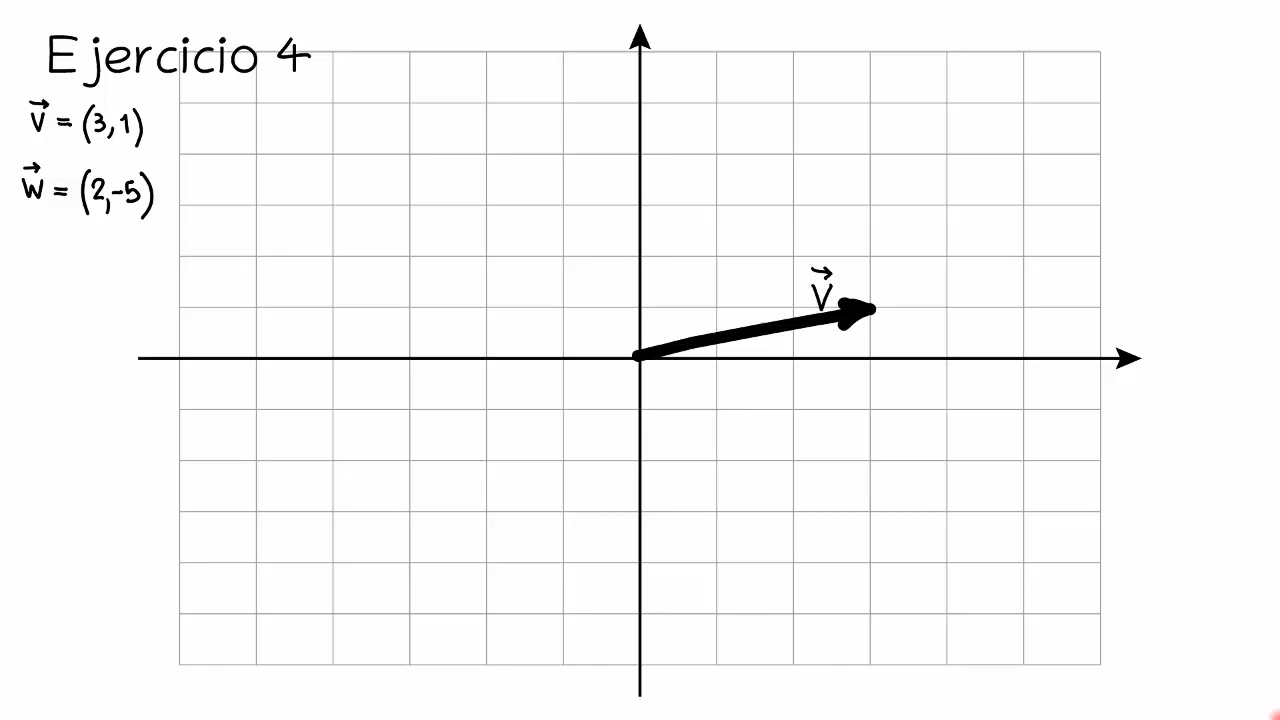 Ejercicio 4
v⃗ = (3,1)
w⃗ = (2,-5)
v⃗